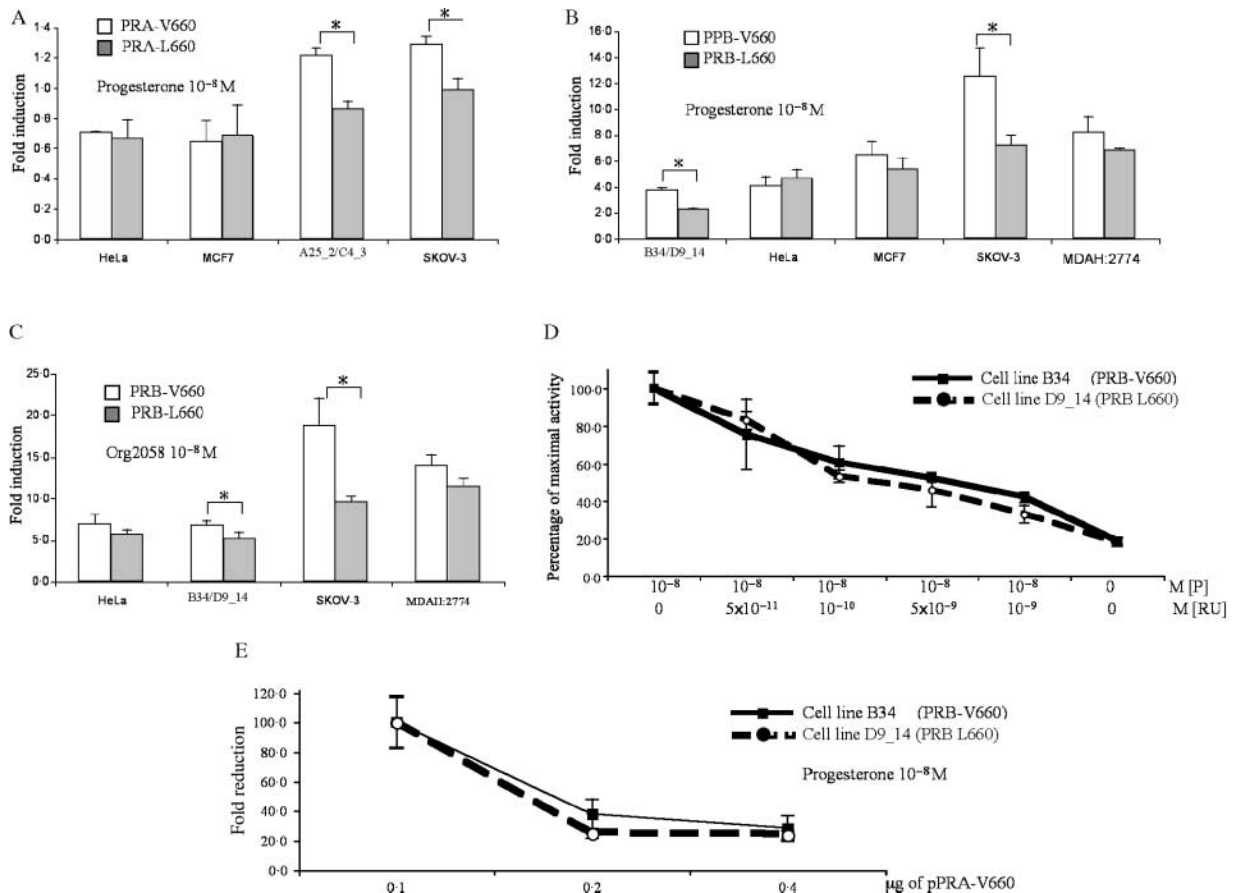 A
Fold induction
1·4
1·2
1·0
0·8
0·6
0·4
0·2
0·0
PRA-V660
PRA-L660
Progesterone 10⁻⁸M
*
*
HeLa MCF7 A25_2/C4_3 SKOV-3
B
Fold induction
16·0
14·0
12·0
10·0
8·0
6·0
4·0
2·0
0·0
PPB-V660
PRB-L660
Progesterone 10⁻⁸M
*
*
B34/D9_14 HeLa MCF7 SKOV-3 MDAH:2774
C
Fold induction
25·0
20·0
15·0
10·0
5·0
0·0
PRB-V660
PRB-L660
Org2058 10⁻⁸M
*
*
HeLa B34/D9_14 SKOV-3 MDAII:2774
D
Percentage of maximal activity
100·0
80·0
60·0
40·0
20·0
0·0
Cell line B34 (PRB-V660)
Cell line D9_14 (PRB L660)
10⁻⁸ 10⁻⁸ 10⁻⁸ 10⁻⁸ 10⁻⁸ 0 M [P]
0 5x10⁻¹¹ 10⁻¹⁰ 5x10⁻⁹ 10⁻⁹ 0 M [RU]
E
Fold reduction
120·0
100·0
80·0
60·0
40·0
20·0
0·0
Cell line B34 (PRB-V660)
Cell line D9_14 (PRB L660)
Progesterone 10⁻⁸M
0·1 0·2 0·4 µg of pPRA-V660